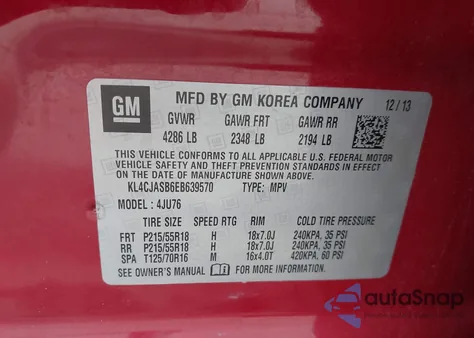 GM
MFD BY GM KOREA COMPANY 12/13
GVWR GAWR FRT GAWR RR
4286 LB 2348 LB 2194 LB
THIS VEHICLE CONFORMS TO ALL APPLICABLE U.S. FEDERAL MOTOR
VEHICLE SAFETY, BUMPER, AND THEFT PREVENTION STANDARDS
IN EFFECT ON THE DATE OF MANUFACTURE SHOWN ABOVE.
KL4CJASB6EB639570 TYPE: MPV
MODEL: 4JU76
TIRE SIZE SPEED RTG RIM COLD TIRE PRESSURE
FRT P215/55R18 H 18x7.0J 240KPA, 35 PSI
RR P215/55R18 H 18x7.0J 240KPA, 35 PSI
SPA T125/70R16 M 16x4.0T 420KPA, 60 PSI
SEE OWNER'S MANUAL FOR MORE INFORMATION.
autoSnap